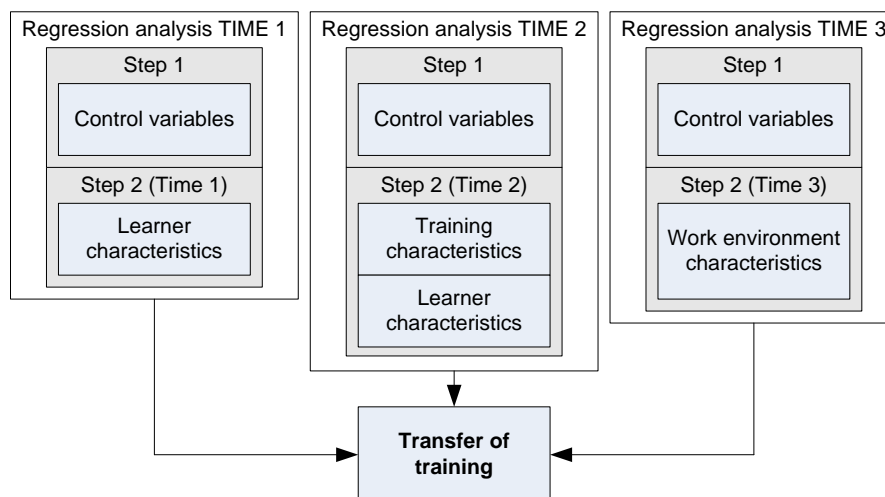 Regression analysis TIME 1
Step 1
Control variables
Step 2 (Time 1)
Learner
characteristics
Regression analysis TIME 2
Step 1
Control variables
Step 2 (Time 2)
Training
characteristics
Learner
characteristics
Regression analysis TIME 3
Step 1
Control variables
Step 2 (Time 3)
Work environment
characteristics
Transfer of
training